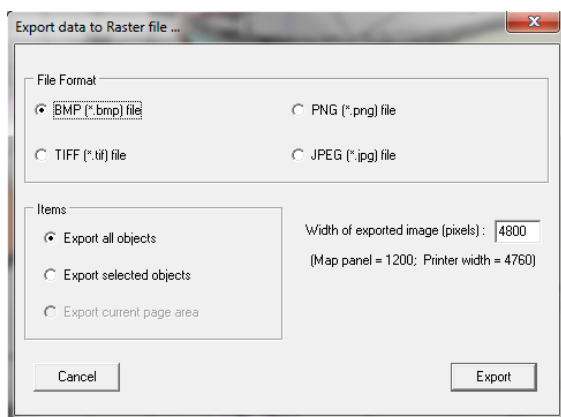 Export data to Raster file ...
File Format
BMP (*.bmp) file
PNG (*.png) file
TIFF (*.tif) file
JPEG (*.jpg) file
Items
Export all objects
Export selected objects
Export current page area
Width of exported image (pixels) : 4800
(Map panel = 1200; Printer width = 4760)
Cancel
Export